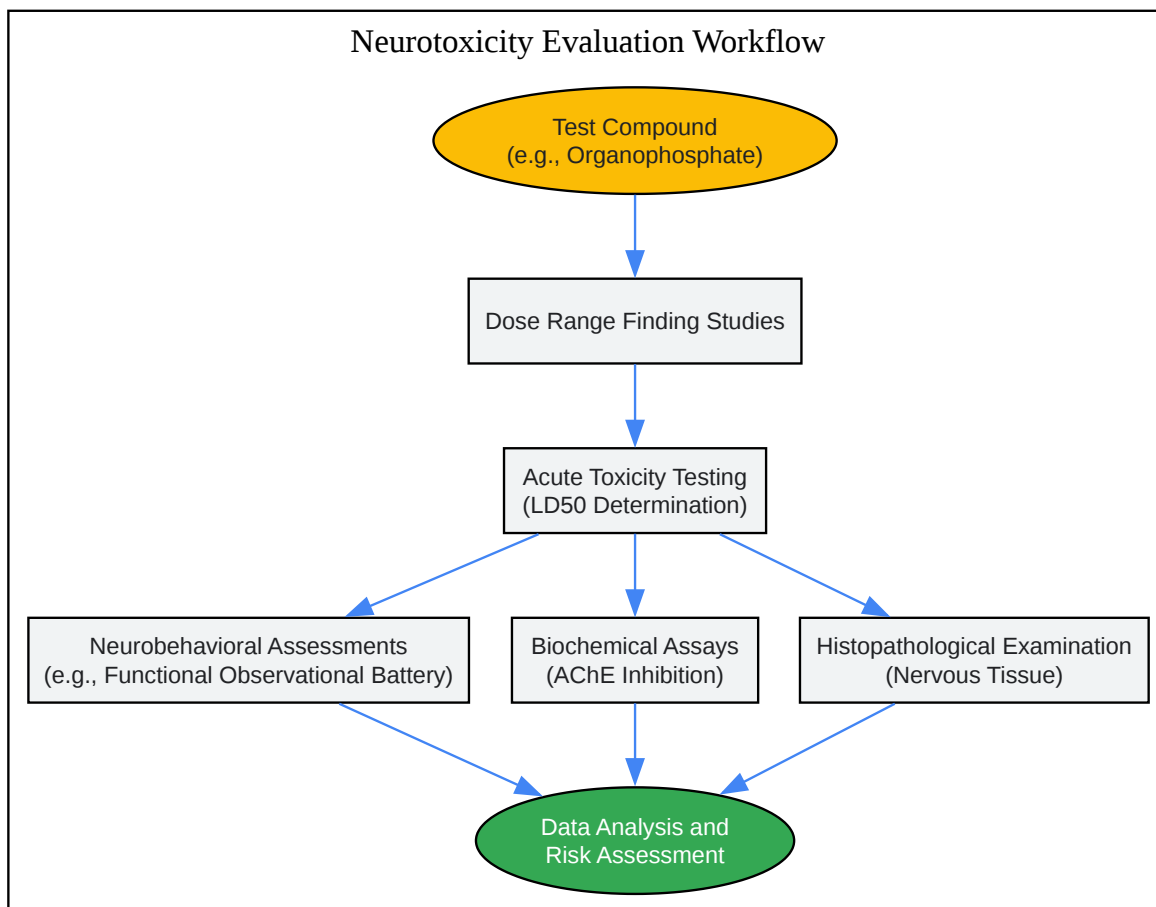 Neurotoxicity Evaluation Workflow
Test Compound
(e.g., Organophosphate)
Dose Range Finding Studies
Acute Toxicity Testing
(LD50 Determination)
Neurobehavioral Assessments
(e.g., Functional Observational Battery)
Biochemical Assays
(AChE Inhibition)
Histopathological Examination
(Nervous Tissue)
Data Analysis and
Risk Assessment